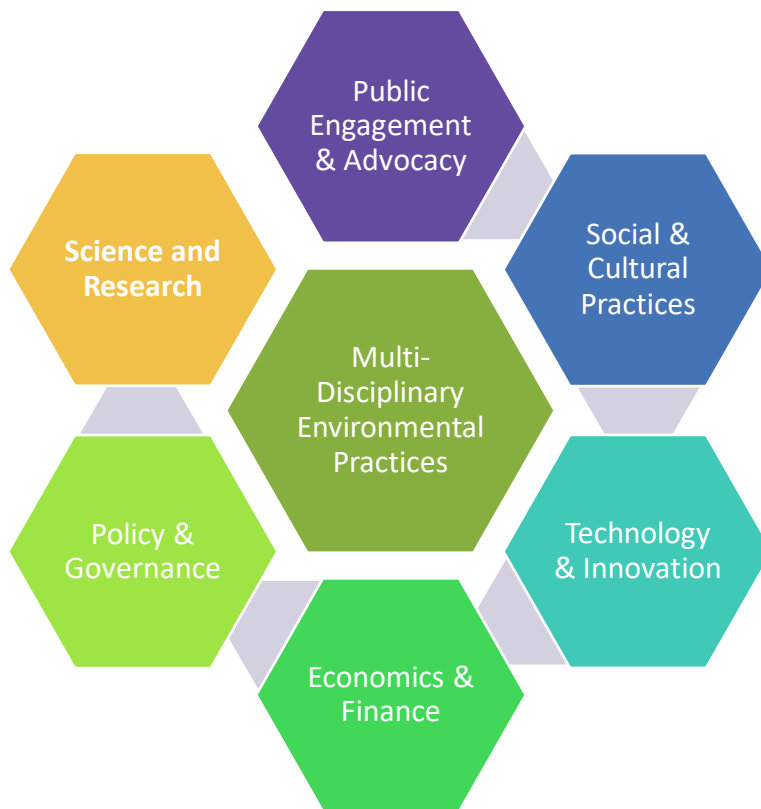 Public
Engagement
& Advocacy
Social &
Cultural
Practices
Technology
& Innovation
Economics &
Finance
Policy &
Governance
Science and
Research
Multi-
Disciplinary
Environmental
Practices